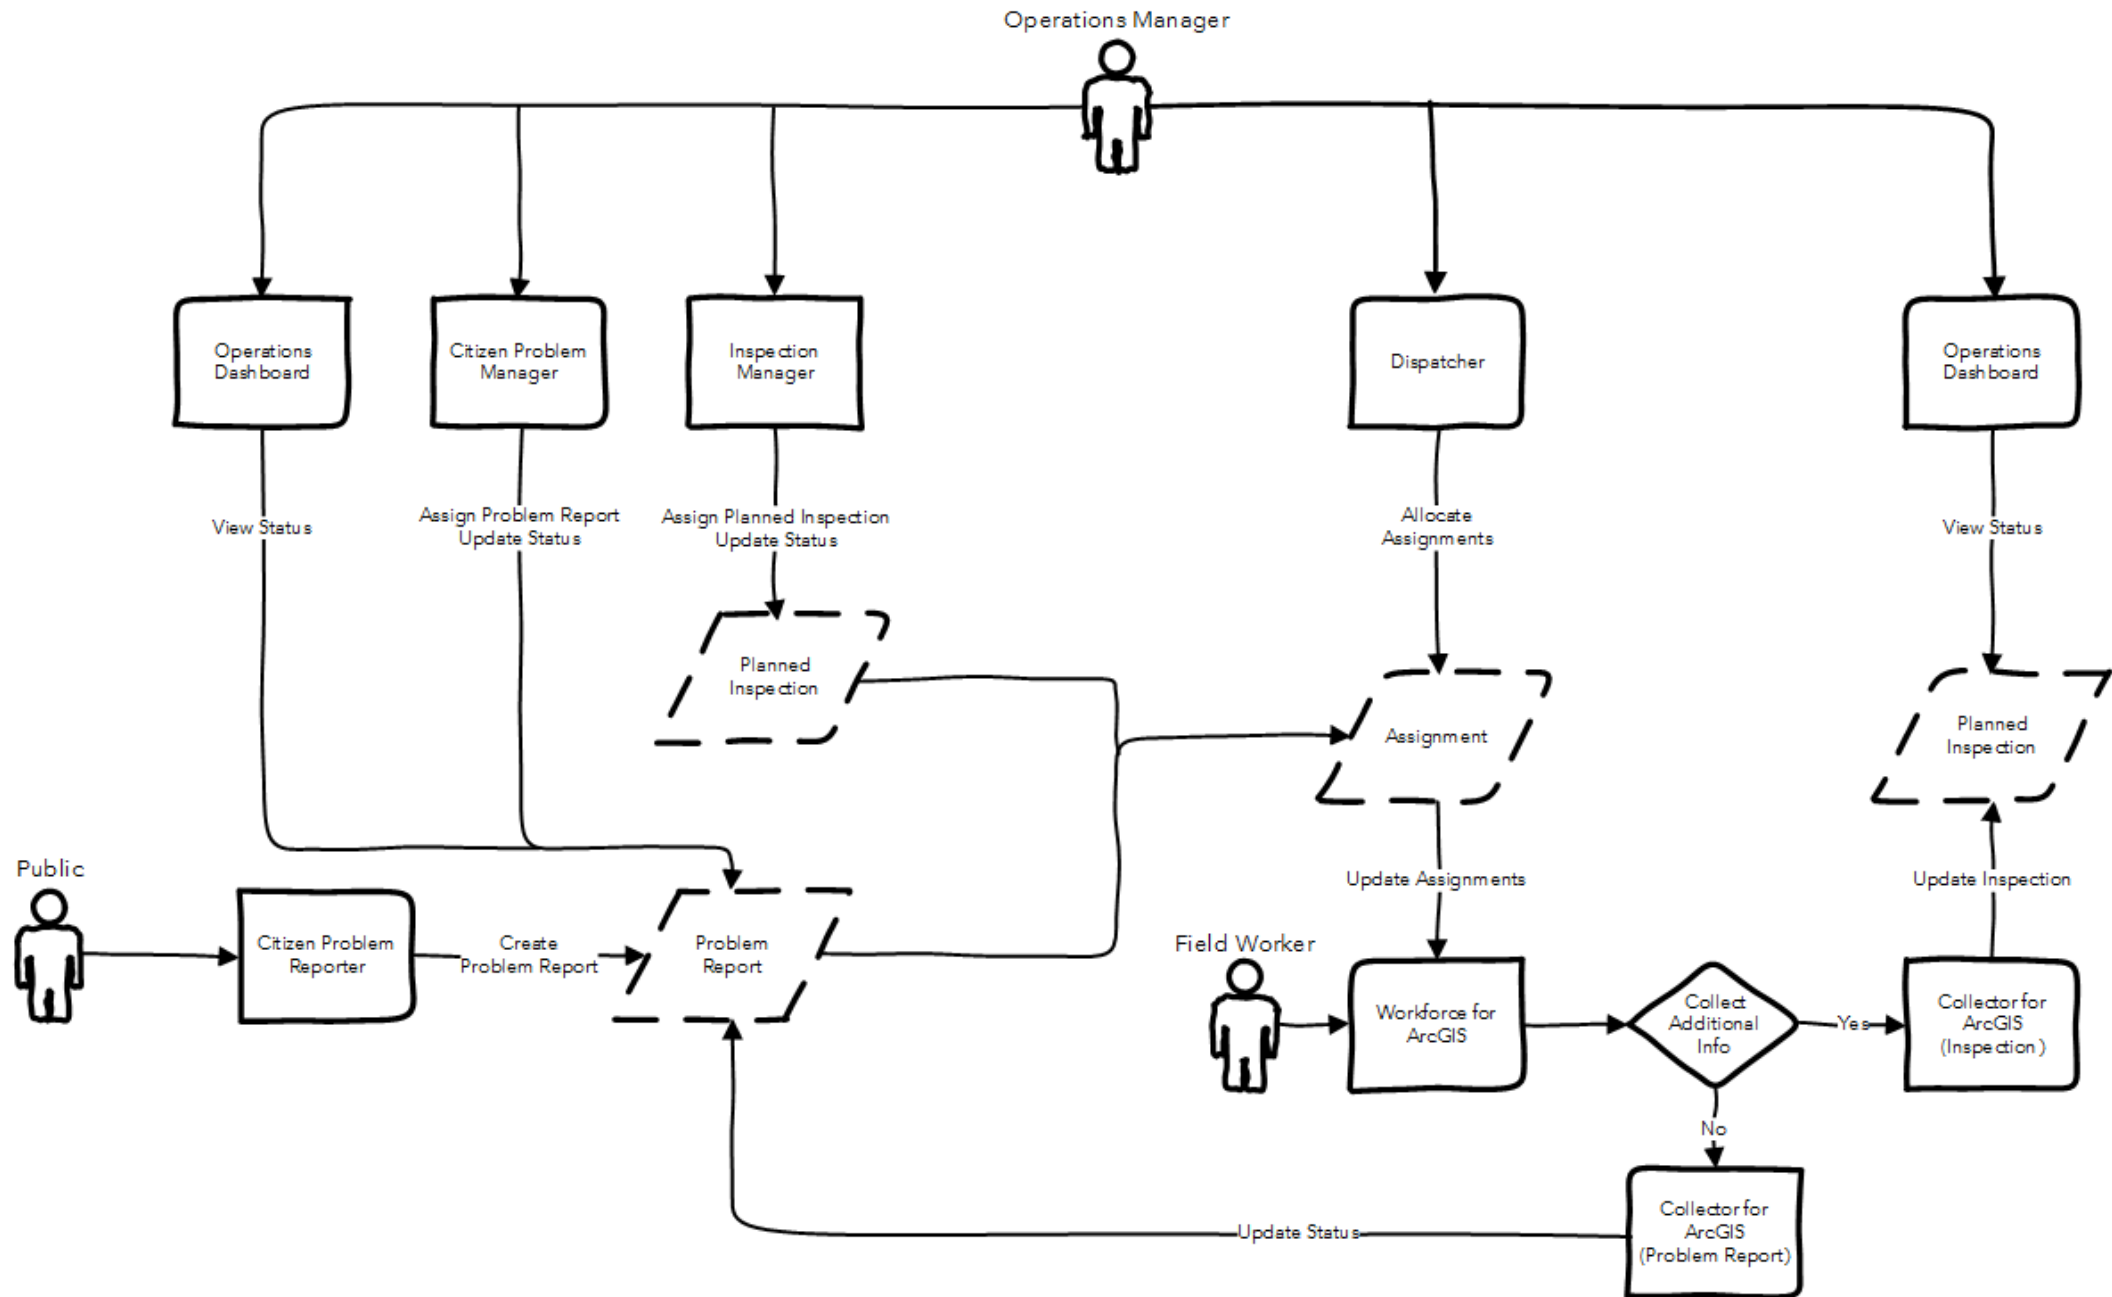 Operations Manager
Operations
Dashboard
Citizen Problem
Manager
Inspection
Manager
Dispatcher
Operations
Dashboard
View Status
Assign Problem Report
Update Status
Assign Planned Inspection
Update Status
Allocate
Assignments
View Status
Planned
Inspection
Assignment
Planned
Inspection
Public
Citizen Problem
Reporter
Create
Problem Report
Problem
Report
Update Assignments
Update Inspection
Field Worker
Workforce for
ArcGIS
Collect
Additional
Info
Yes
Collector for
ArcGIS
(Inspection)
No
Collector for
ArcGIS
(Problem Report)
Update Status